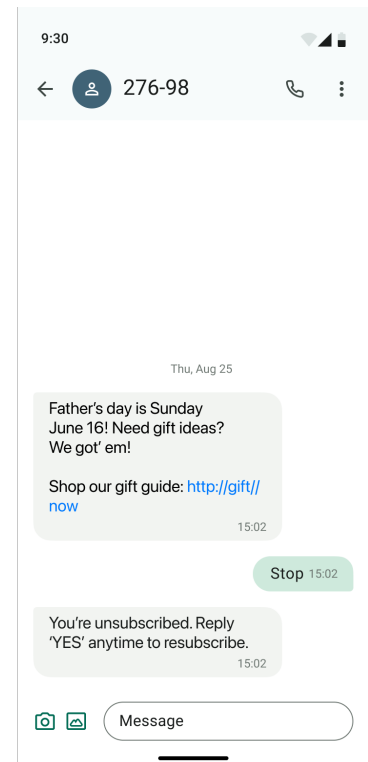 9:30
276-98
Thu, Aug 25
Father’s day is Sunday
June 16! Need gift ideas?
We got’ em!
Shop our gift guide: http://gift//
now
15:02
Stop 15:02
You’re unsubscribed. Reply
‘YES’ anytime to resubscribe.
15:02
Message